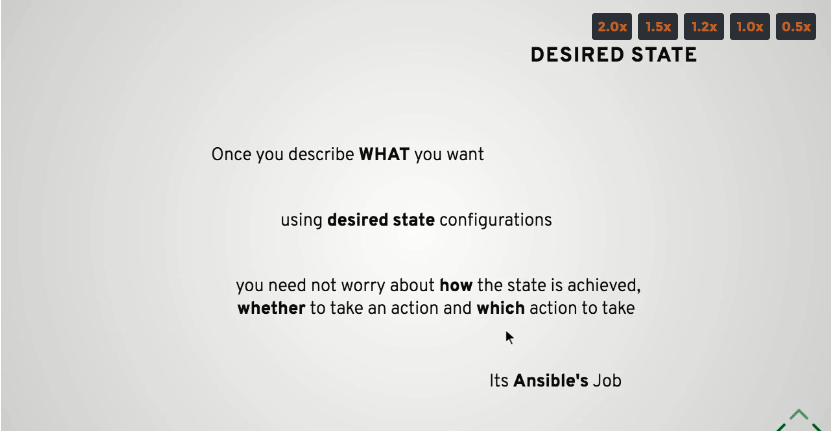 2.0x 1.5x 1.2x 1.0x 0.5x
DESIRED STATE
Once you describe WHAT you want
using desired state configurations
you need not worry about how the state is achieved,
whether to take an action and which action to take
Its Ansible's Job